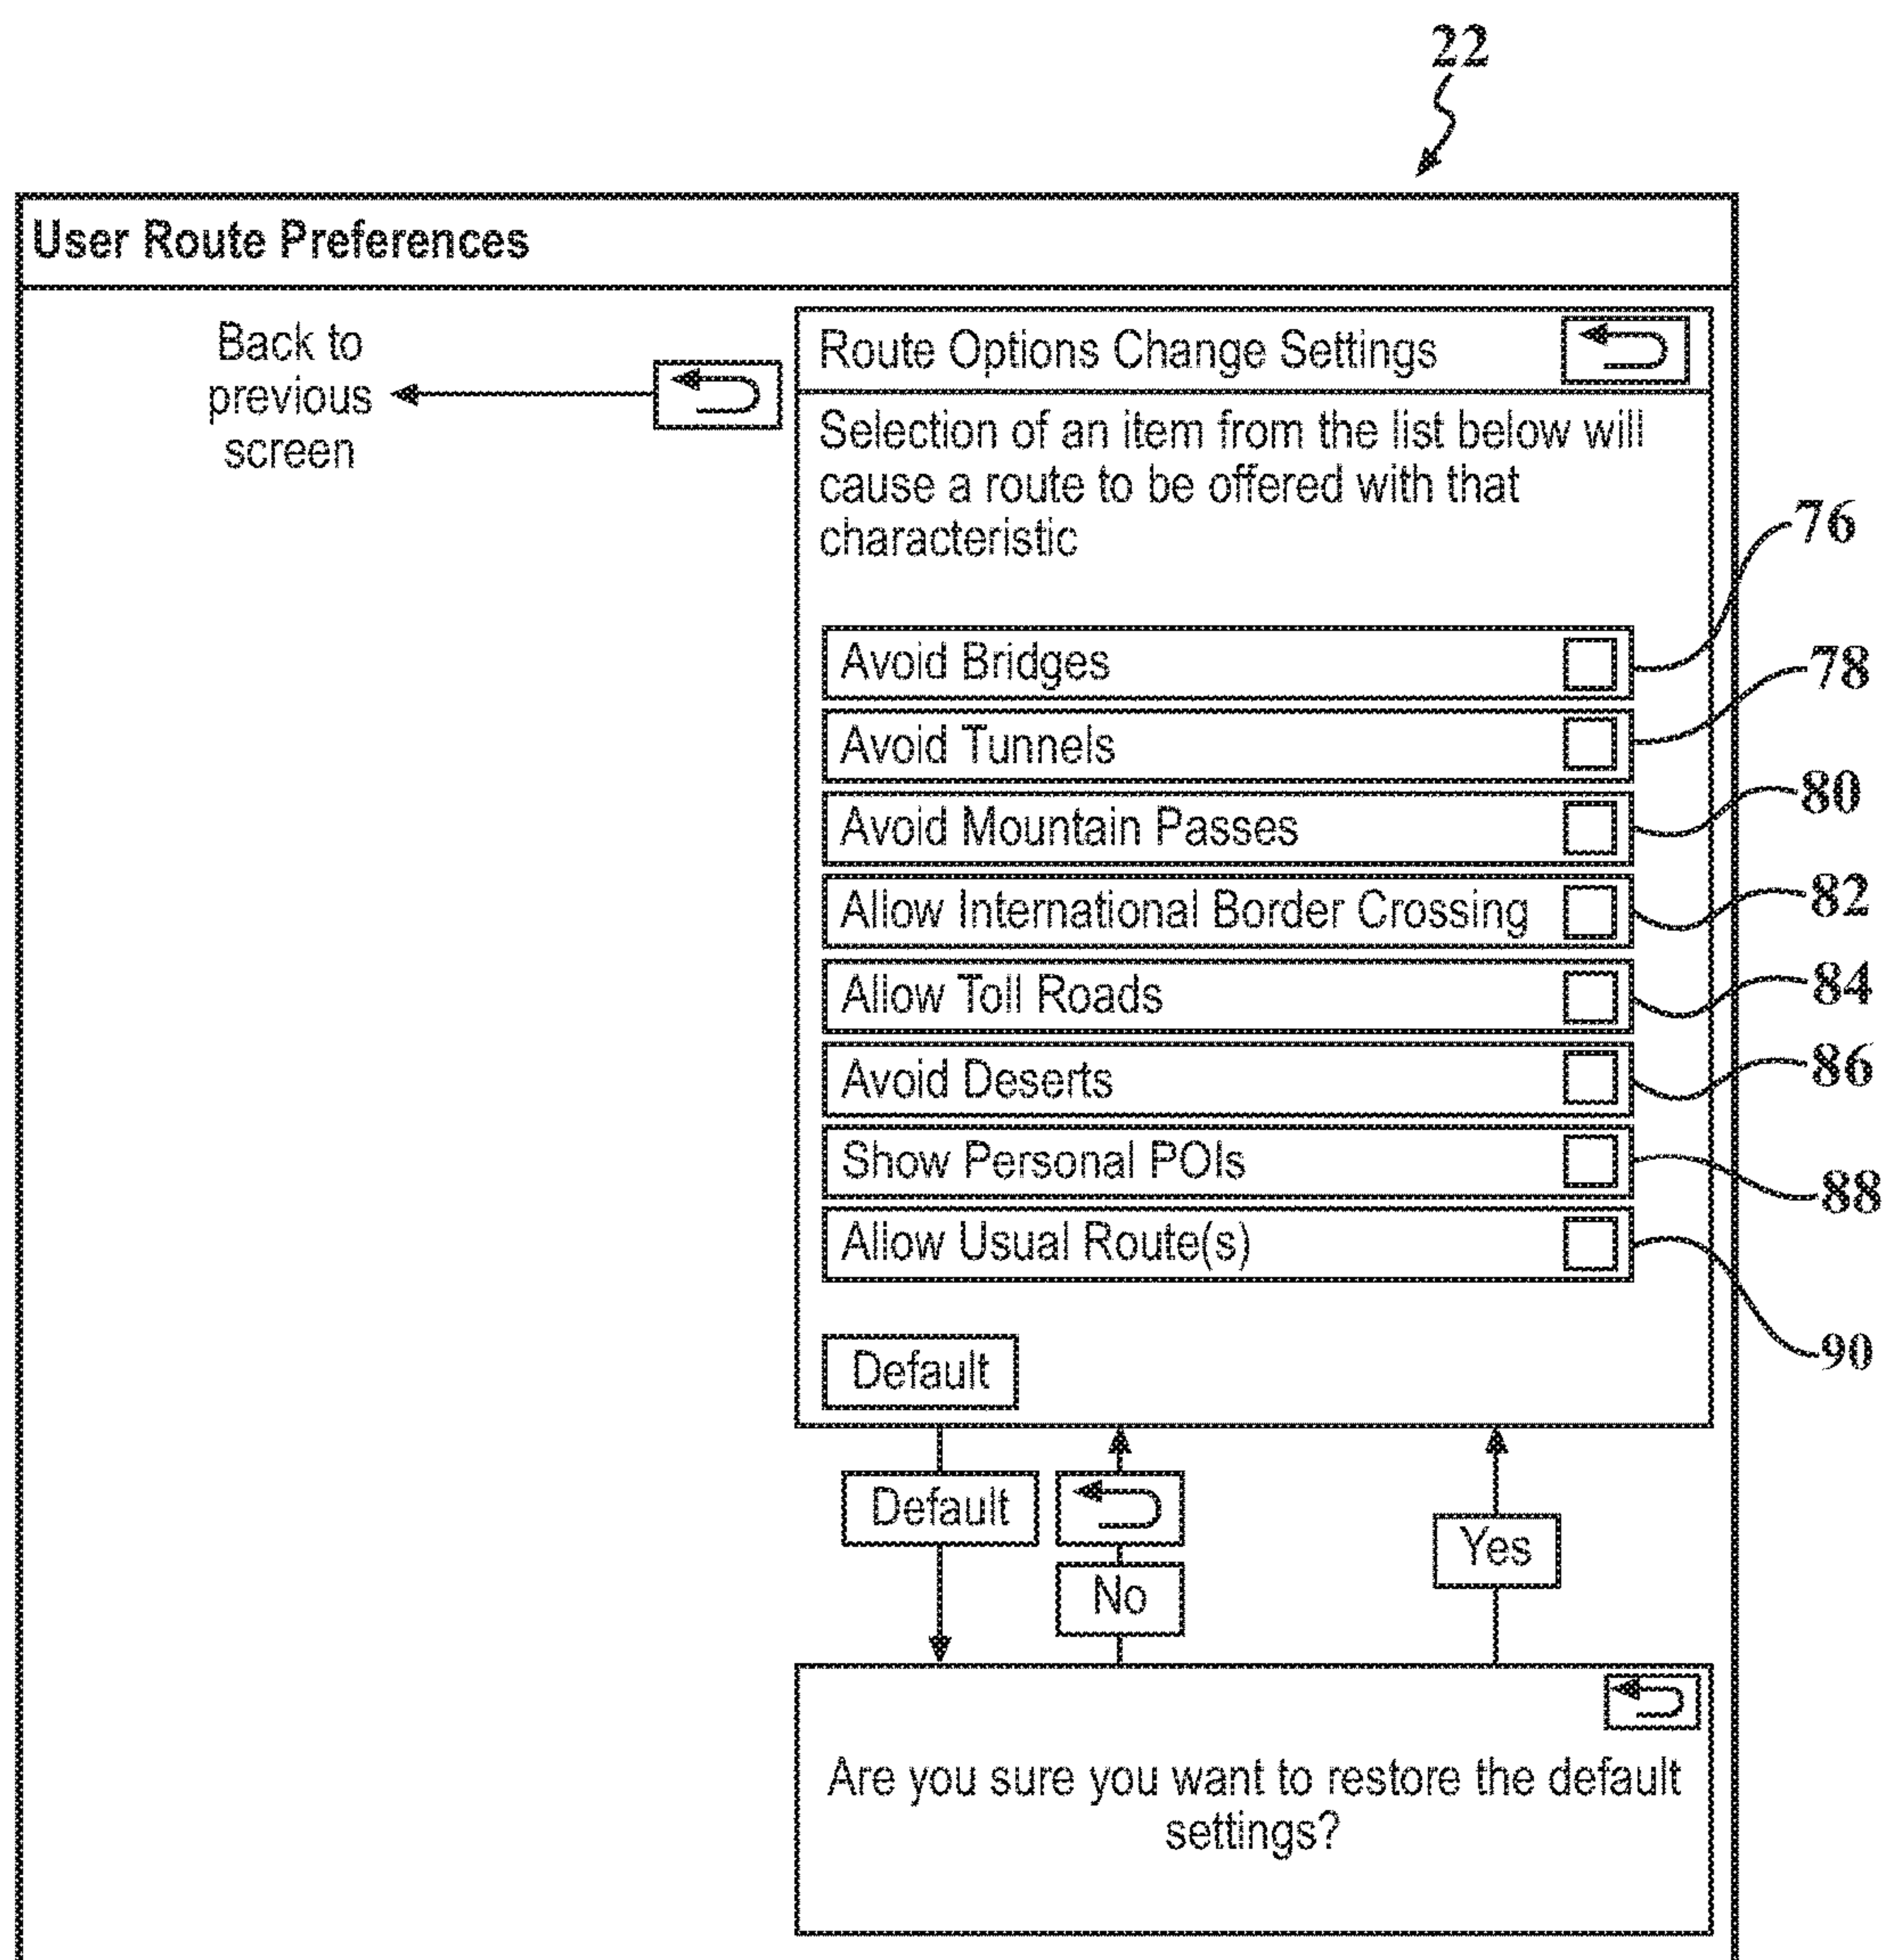 22
User Route Preferences
Back to
previous
screen
Route Options Change Settings
Selection of an item from the list below will
cause a route to be offered with that
characteristic
76
Avoid Bridges
78
Avoid Tunnels
80
Avoid Mountain Passes
82
Allow International Border Crossing
84
Allow Toll Roads
86
Avoid Deserts
88
Show Personal POIs
90
Allow Usual Route(s)
Default
Default
No
Yes
Are you sure you want to restore the default
settings?